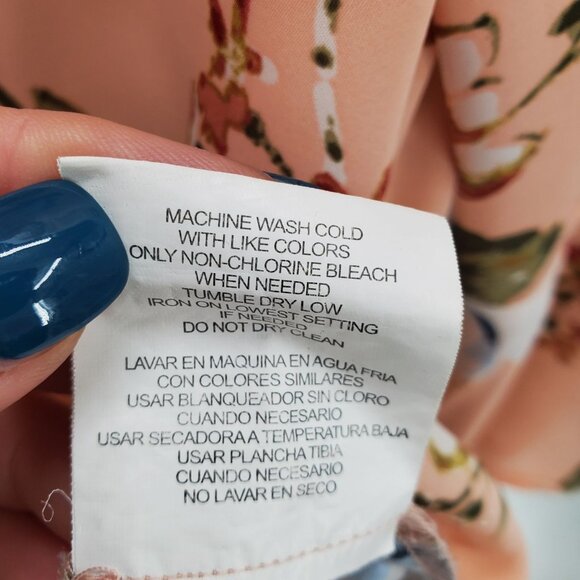 MACHINE WASH COLD
WITH LIKE COLORS
ONLY NON-CHLORINE BLEACH
WHEN NEEDED
TUMBLE DRY LOW
IRON ON LOWEST SETTING
IF NEEDED
DO NOT DRY CLEAN
LAVAR EN MAQUINA EN AGUA FRIA
CON COLORES SIMILARES
USAR BLANQUEADOR SIN CLORO
CUANDO NECESARIO
USAR SECADORA A TEMPERATURA BAJA
USAR PLANCHA TIBIA
CUANDO NECESARIO
NO LAVAR EN SECO